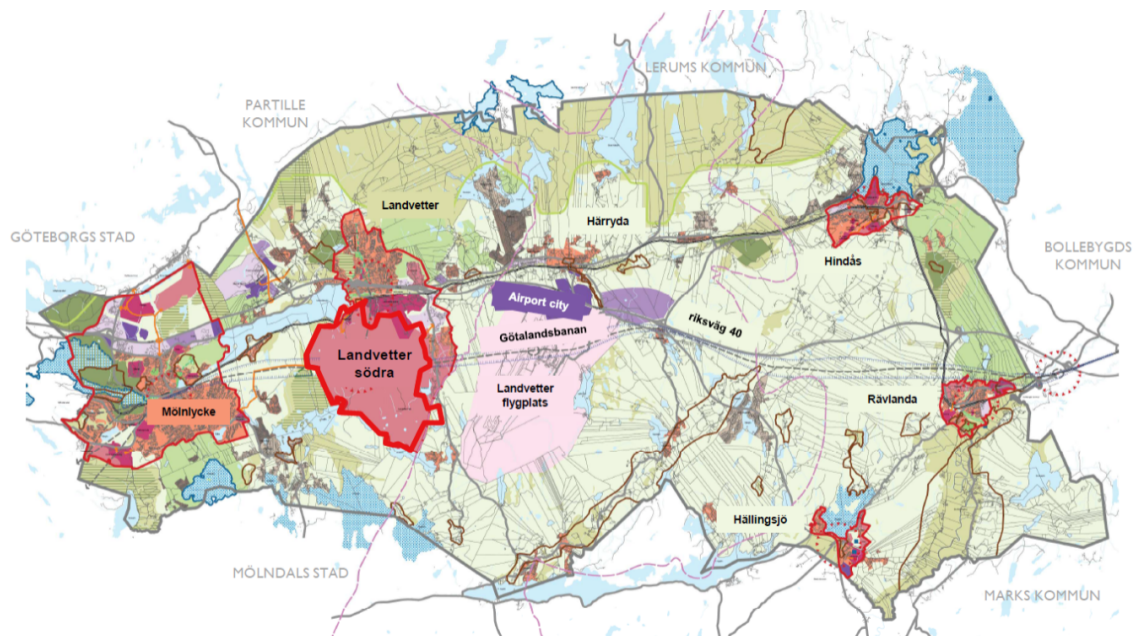 LERUMS KOMMUN
PARTILLE
KOMMUN
Landvetter
Härryda
GÖTEBORGS STAD
BOLLEBYGDS
KOMMUN
Hindås
Airport city
riksväg 40
Götalandsbanan
Landvetter
södra
Landvetter
flygplats
Rävlanda
Mölnlycke
Hällingsjö
MÖLNDALS STAD
MARKS KOMMUN